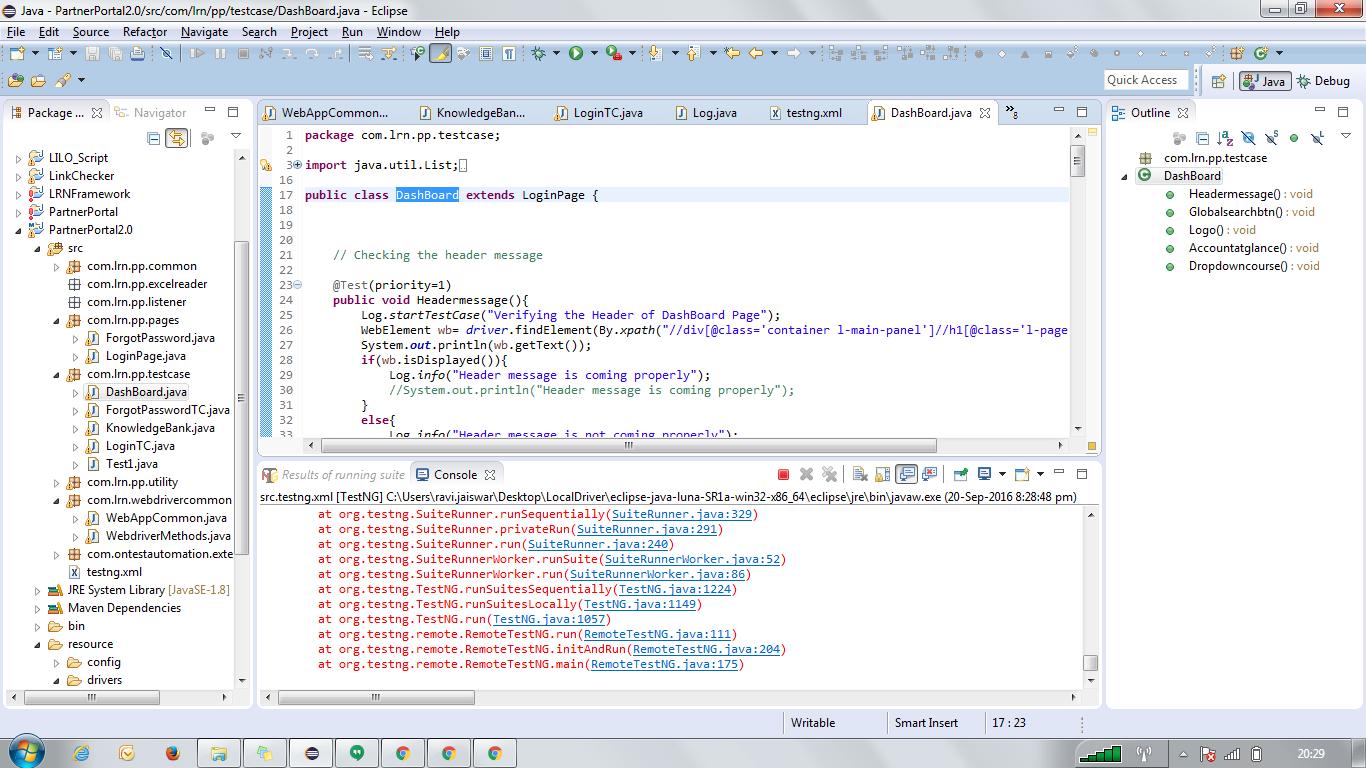 Java - PartnerPortal2.0/src/com/lrn/pp/testcase/DashBoard.java - Eclipse
File Edit Source Refactor Navigate Search Project Run Window Help
Quick Access Java Debug
Package ... Navigator
LILO_Script
LinkChecker
LRNFramework
PartnerPortal
PartnerPortal2.0
src
com.lrn.pp.common
com.lrn.pp.excelreader
com.lrn.pp.listener
com.lrn.pp.pages
ForgotPassword.java
LoginPage.java
com.lrn.pp.testcase
DashBoard.java
ForgotPasswordTC.java
KnowledgeBank.java
LoginTC.java
Test1.java
com.lrn.pp.utility
com.lrn.webdrivercommon
WebAppCommon.java
WebdriverMethods.java
com.ontestautomation.exte
testng.xml
JRE System Library [JavaSE-1.8]
Maven Dependencies
bin
resource
config
drivers
WebAppCommon... KnowledgeBan... LoginTC.java Log.java testng.xml DashBoard.java »8
1 package com.lrn.pp.testcase;
2
3 import java.util.List;
16
17 public class DashBoard extends LoginPage {
18
19
20
21 // Checking the header message
22
23 @Test(priority=1)
24 public void Headermessage(){
25 Log.startTestCase("Verifying the Header of DashBoard Page");
26 WebElement wb= driver.findElement(By.xpath("//div[@class='container l-main-panel']//h1[@class='l-page
27 System.out.println(wb.getText());
28 if(wb.isDisplayed()){
29 Log.info("Header message is coming properly");
30 //System.out.println("Header message is coming properly");
31 }
32 else{
33 Log.info("Header message is not coming properly");
Results of running suite Console
src.testng.xml [TestNG] C:\Users\ravi.jaiswar\Desktop\LocalDriver\eclipse-java-luna-SR1a-win32-x86_64\eclipse\jre\bin\javaw.exe (20-Sep-2016 8:28:48 pm)
at org.testng.SuiteRunner.runSequentially(SuiteRunner.java:329)
at org.testng.SuiteRunner.privateRun(SuiteRunner.java:291)
at org.testng.SuiteRunner.run(SuiteRunner.java:240)
at org.testng.SuiteRunnerWorker.runSuite(SuiteRunnerWorker.java:52)
at org.testng.SuiteRunnerWorker.run(SuiteRunnerWorker.java:86)
at org.testng.TestNG.runSuitesSequentially(TestNG.java:1224)
at org.testng.TestNG.runSuitesLocally(TestNG.java:1149)
at org.testng.TestNG.run(TestNG.java:1057)
at org.testng.remote.RemoteTestNG.run(RemoteTestNG.java:111)
at org.testng.remote.RemoteTestNG.initAndRun(RemoteTestNG.java:204)
at org.testng.remote.RemoteTestNG.main(RemoteTestNG.java:175)
Outline
com.lrn.pp.testcase
DashBoard
Headermessage() : void
Globalsearchbtn() : void
Logo() : void
Accountatglance() : void
Dropdowncourse() : void
Writable Smart Insert 17 : 23
20:29